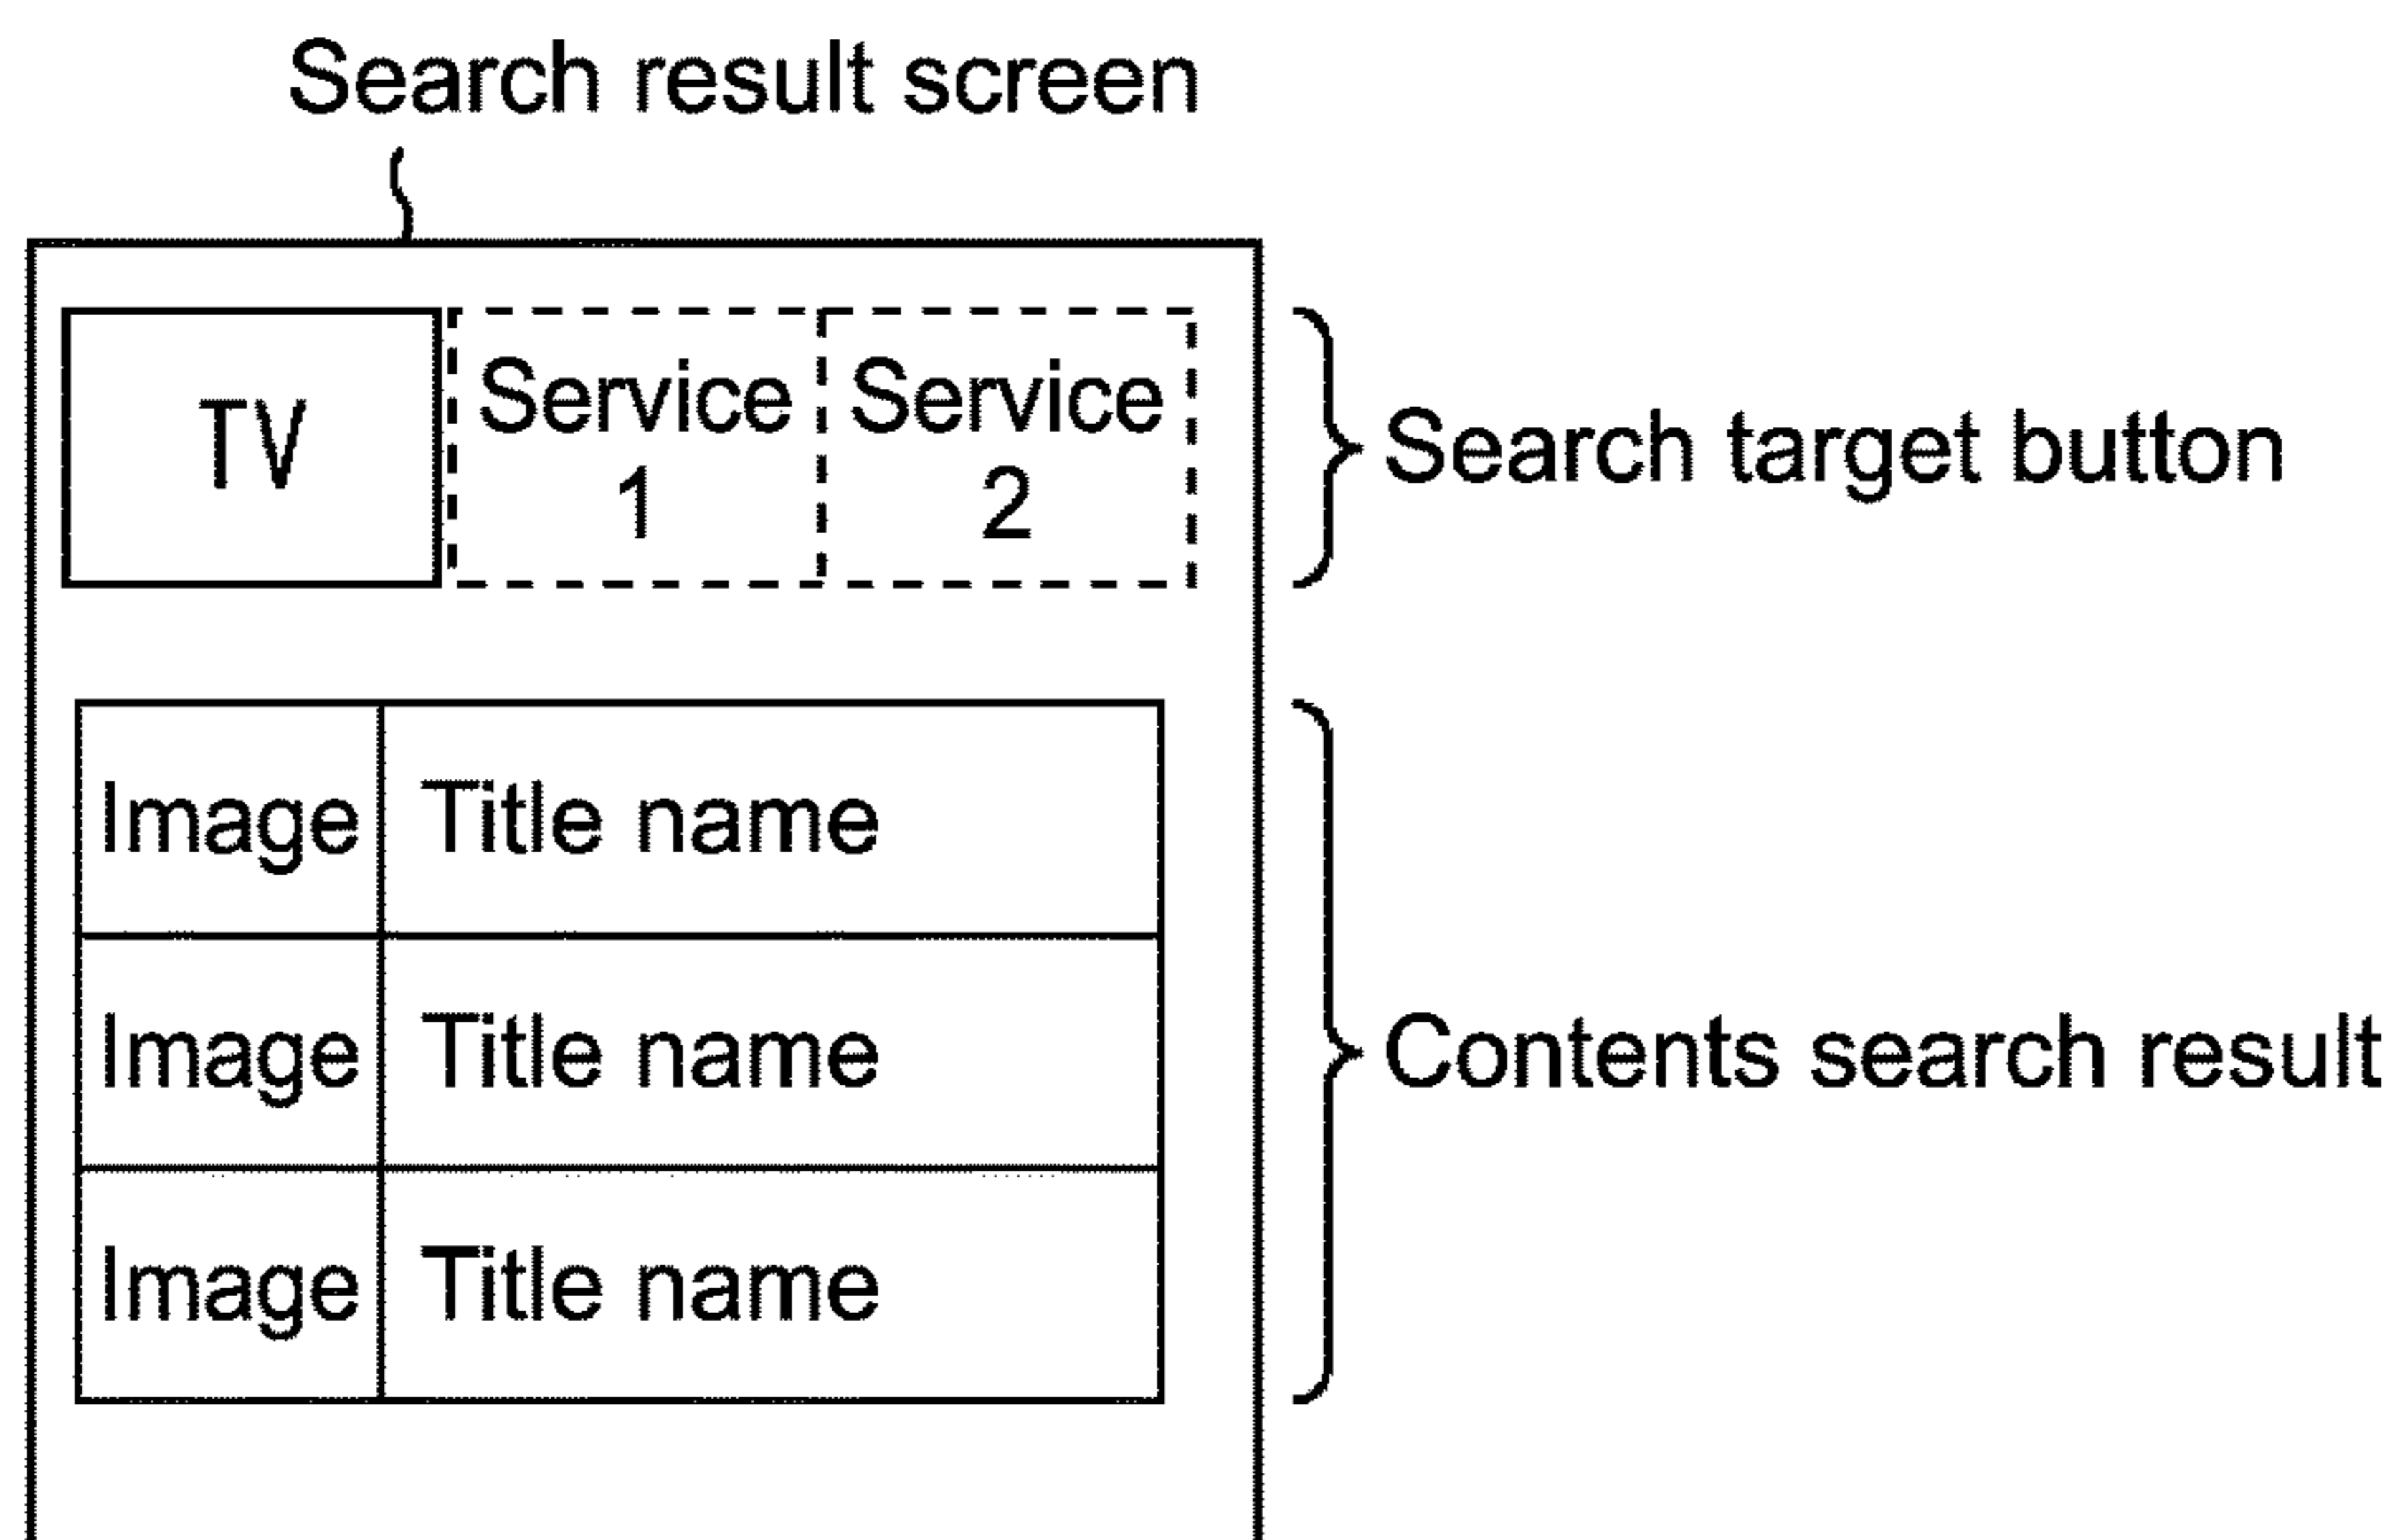 Search result screen
TV
Service
1
Service
2
Search target button
Image Title name
Image Title name
Image Title name
Contents search result